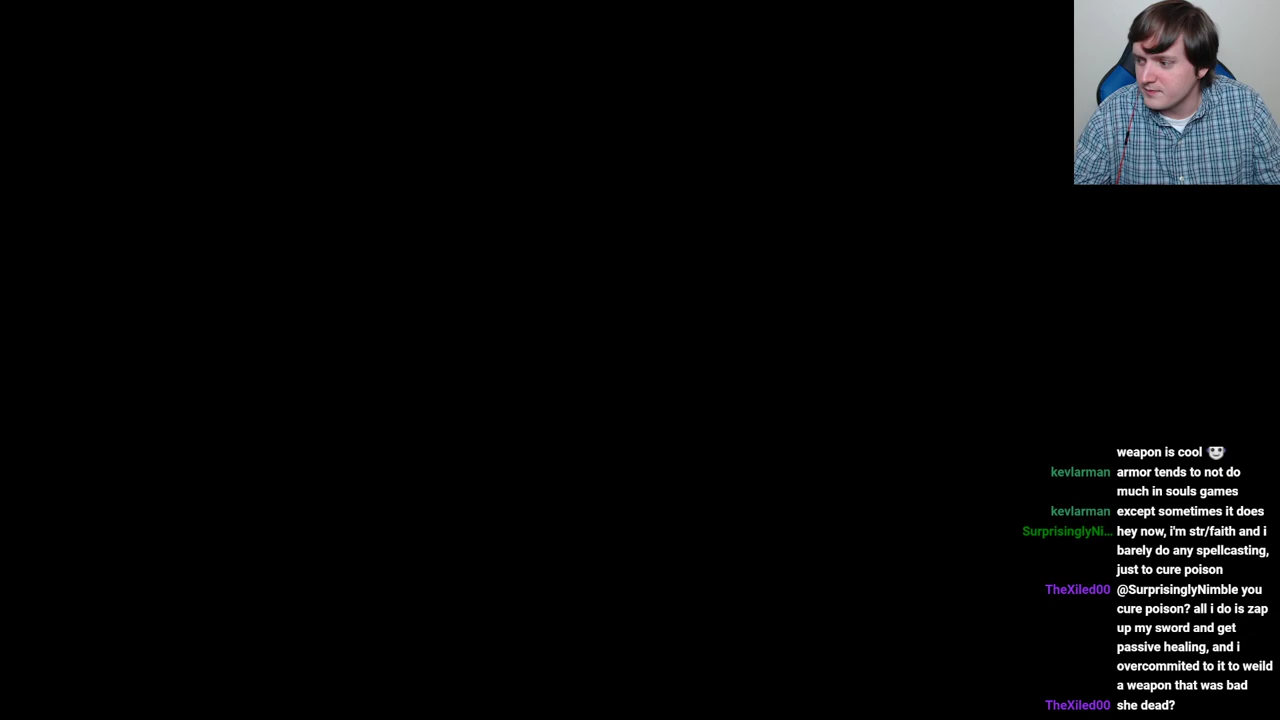 weapon is cool
kevlarman armor tends to not do
much in souls games
kevlarman except sometimes it does
SurprisinglyNi... hey now, i'm str/faith and i
barely do any spellcasting,
just to cure poison
TheXiled00 @SurprisinglyNimble you
cure poison? all i do is zap
up my sword and get
passive healing, and i
overcommited to it to weild
a weapon that was bad
TheXiled00 she dead?